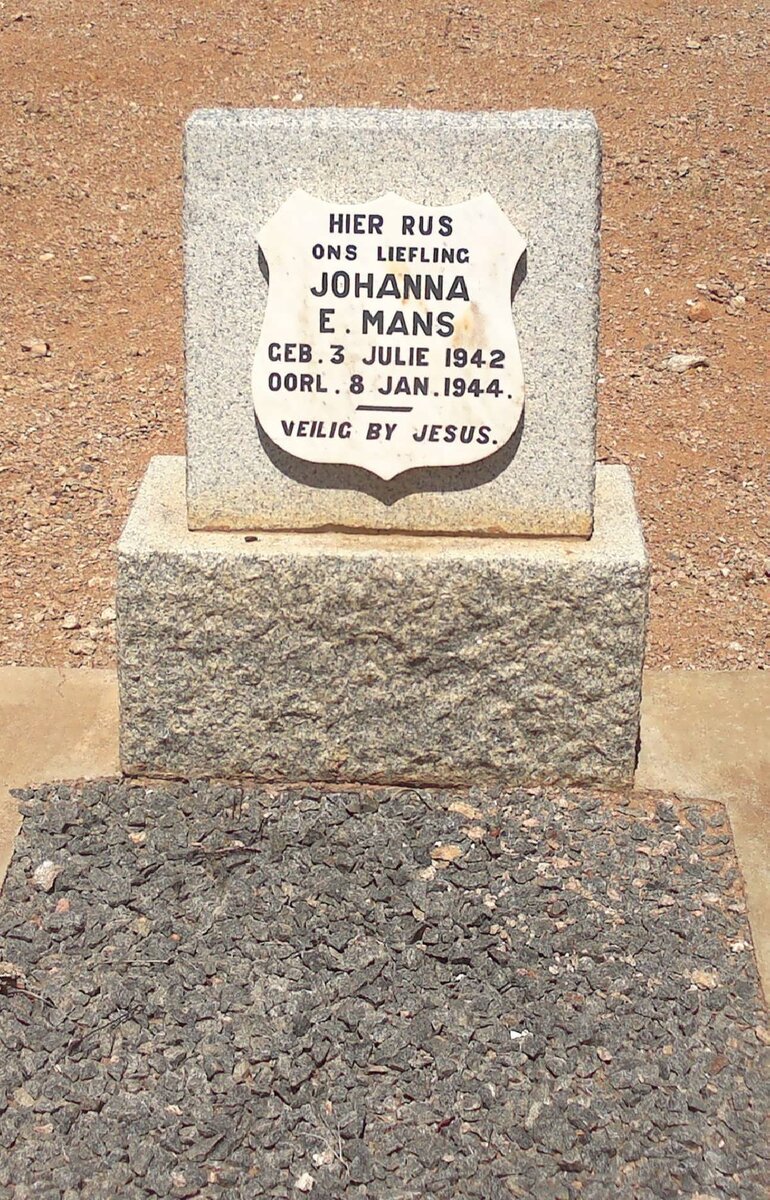 HIER RUS
ONS LIEFLING
JOHANNA
E. MANS
GEB. 3 JULIE 1942
OORL. 8 JAN. 1944.
VEILIG BY JESUS.